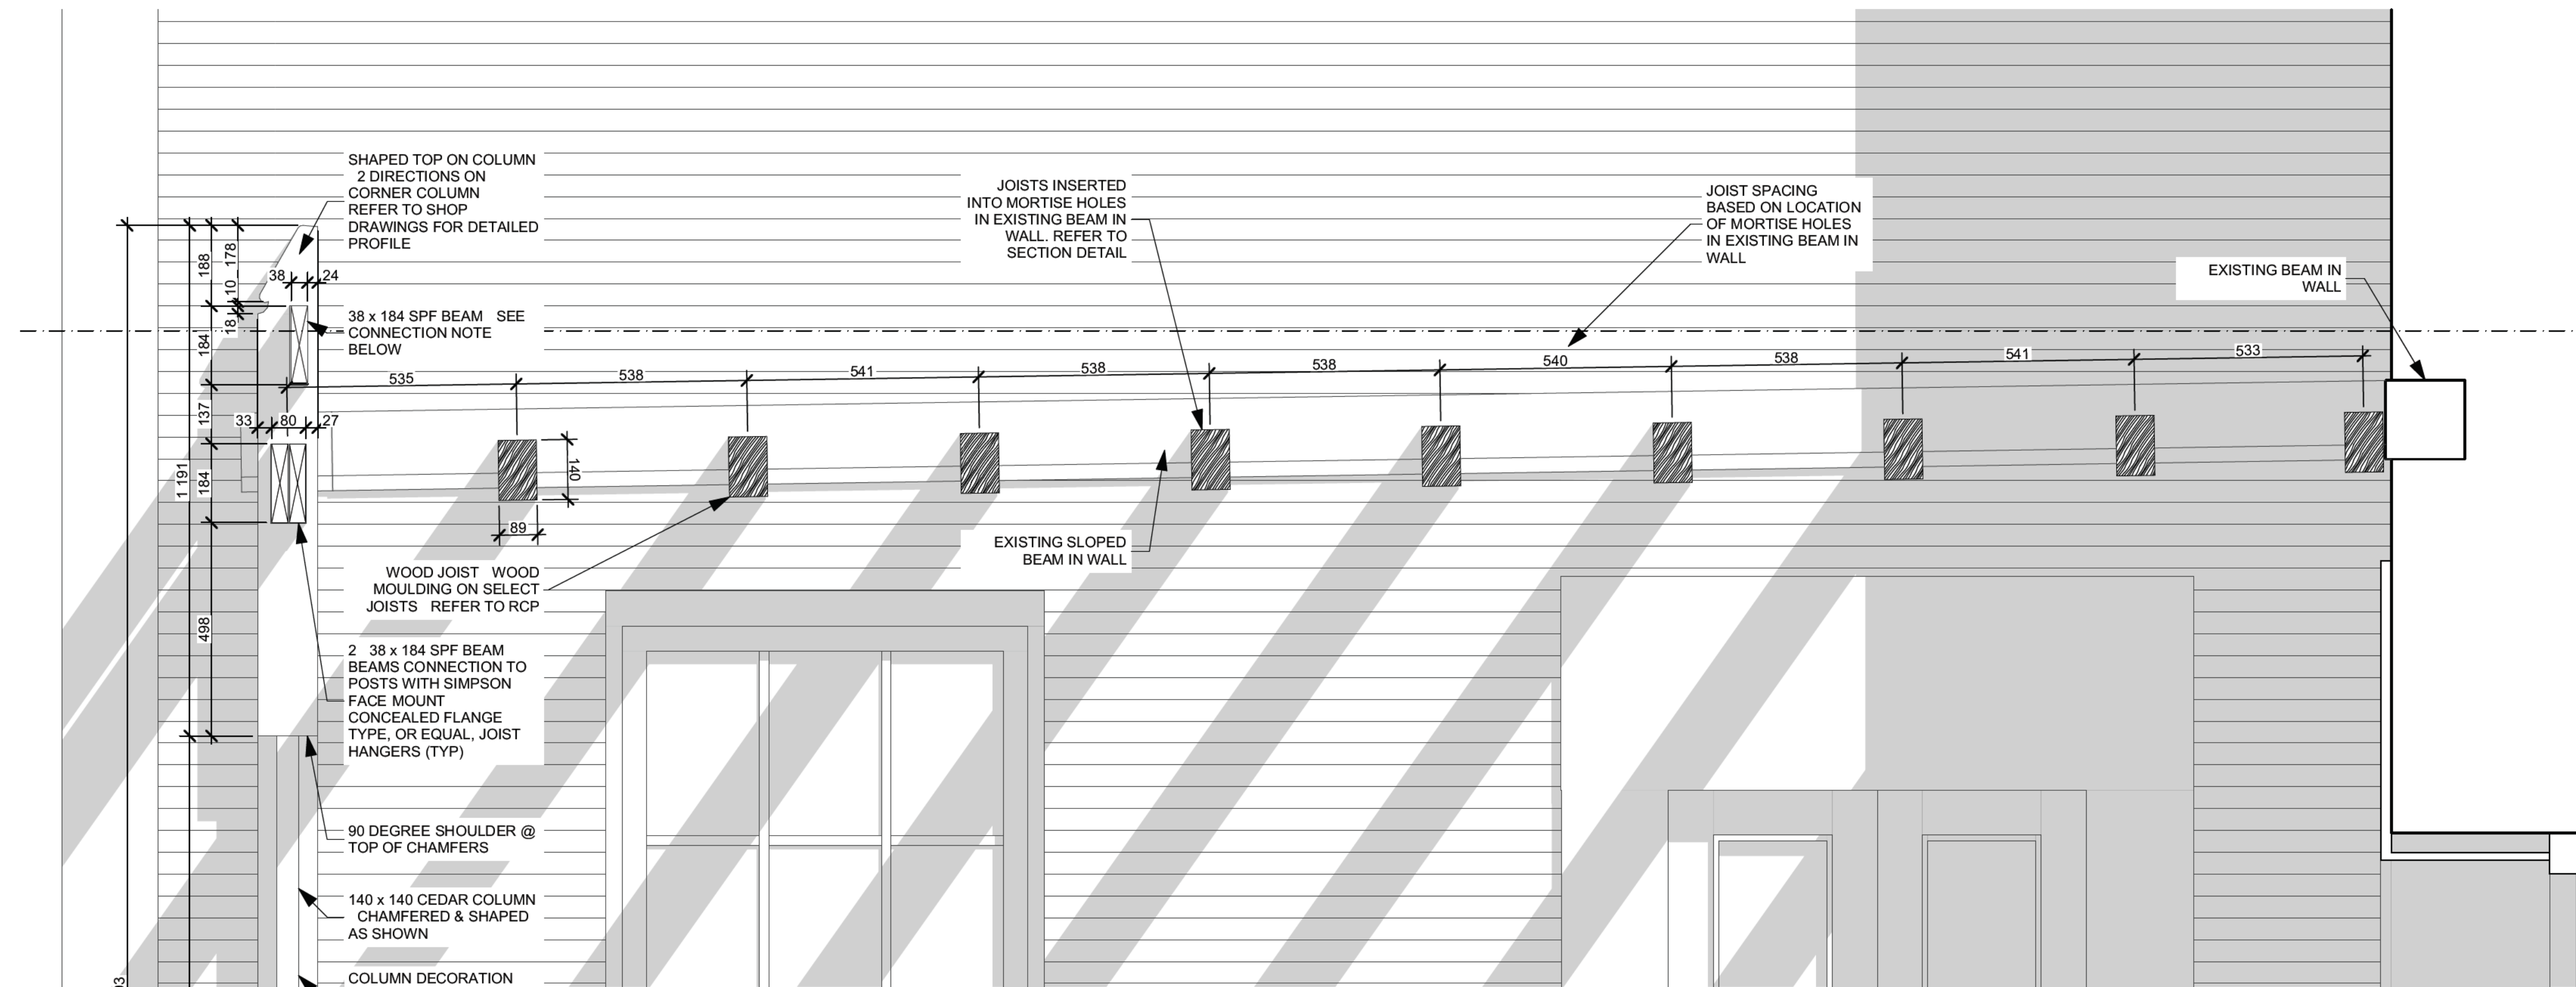 SHAPED TOP ON COLUMN
2 DIRECTIONS ON
CORNER COLUMN
REFER TO SHOP
DRAWINGS FOR DETAILED
PROFILE
JOISTS INSERTED
INTO MORTISE HOLES
IN EXISTING BEAM IN
WALL. REFER TO
SECTION DETAIL
JOIST SPACING
BASED ON LOCATION
OF MORTISE HOLES
IN EXISTING BEAM IN
WALL
EXISTING BEAM IN
WALL
188
178
10
18
38
24
38 x 184 SPF BEAM SEE
CONNECTION NOTE
BELOW
184
137
184
498
1 191
33
80
27
535
538
541
538
538
540
538
541
533
140
89
EXISTING SLOPED
BEAM IN WALL
WOOD JOIST WOOD
MOULDING ON SELECT
JOISTS REFER TO RCP
2 38 x 184 SPF BEAM
BEAMS CONNECTION TO
POSTS WITH SIMPSON
FACE MOUNT
CONCEALED FLANGE
TYPE, OR EQUAL, JOIST
HANGERS (TYP)
90 DEGREE SHOULDER @
TOP OF CHAMFERS
140 x 140 CEDAR COLUMN
CHAMFERED & SHAPED
AS SHOWN
COLUMN DECORATION